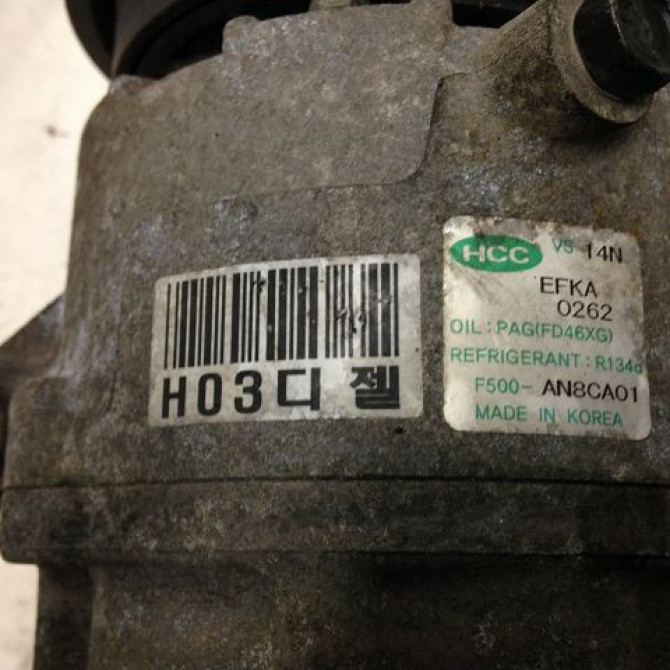 H03디젤
HCC VS 14N
EFKA
0262
OIL : PAG(FD46XG)
REFRIGERANT : R134a
F500- AN8CA01
MADE IN KOREA